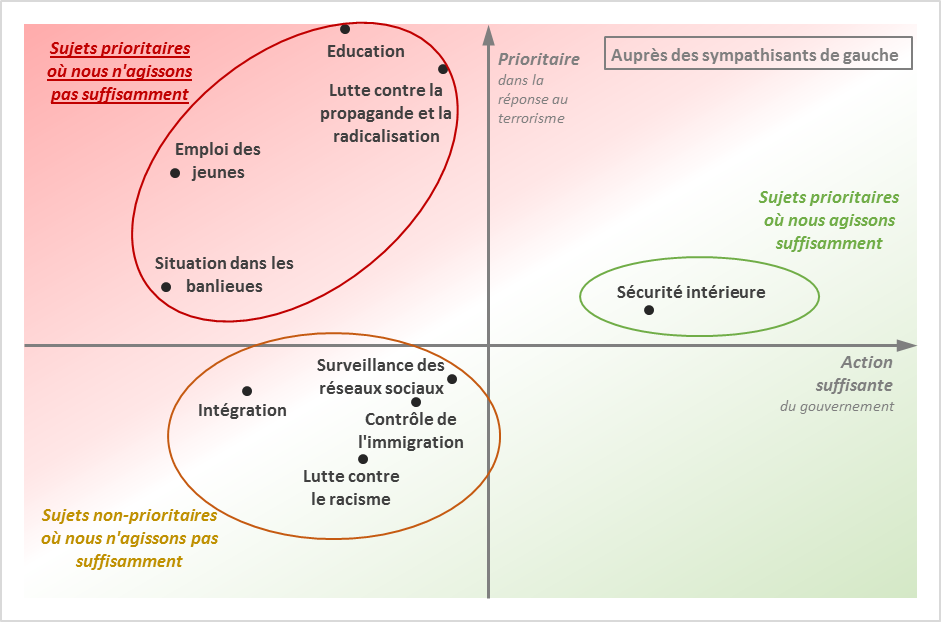 Sujets prioritaires
où nous n'agissons
pas suffisamment
Education
Lutte contre la
propagande et la
radicalisation
Emploi des
jeunes
Situation dans les
banlieues
Prioritaire
dans la
réponse au
terrorisme
Auprès des sympathisants de gauche
Sujets prioritaires
où nous agissons
suffisamment
Sécurité intérieure
Action
suffisante
du gouvernement
Surveillance des
réseaux sociaux
Intégration
Contrôle de
l'immigration
Lutte contre
le racisme
Sujets non-prioritaires
où nous n'agissons pas
suffisamment